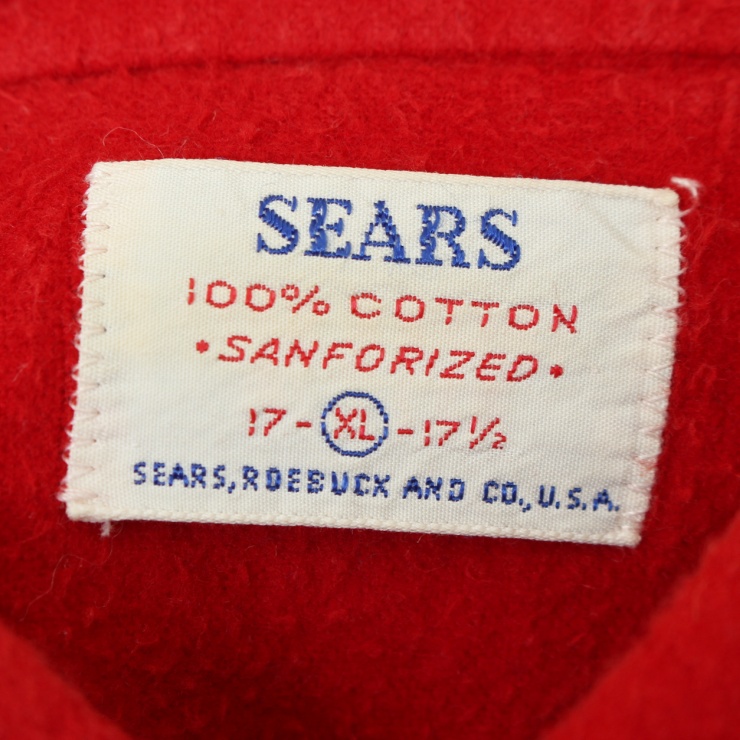 SEARS
100% COTTON
•SANFORIZED•
17-XL-17½
SEARS, ROEBUCK AND CO., U.S.A.